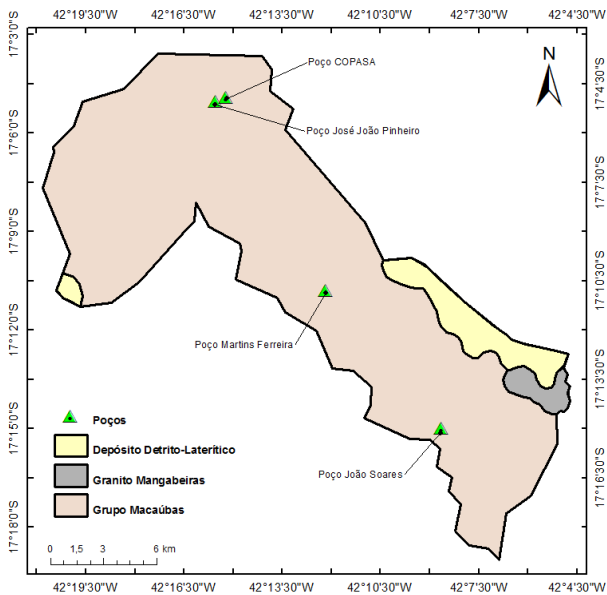 42°19'30"W 42°16'30"W 42°13'30"W 42°10'30"W 42°7'30"W 42°4'30"W
17°3'0"S
17°4'30"S
N
Poço COPASA
17°6'0"S
Poço José João Pinheiro
17°7'30"S
17°9'0"S
17°10'30"S
17°12'0"S
Poço Martins Ferreira
17°13'30"S
17°15'0"S
Poços
Depósito Detrito-Laterítico
Poço João Soares
17°16'30"S
Granito Mangabeiras
Grupo Macaúbas
17°18'0"S
0 1,5 3 6 km
42°19'30"W 42°16'30"W 42°13'30"W 42°10'30"W 42°7'30"W 42°4'30"W